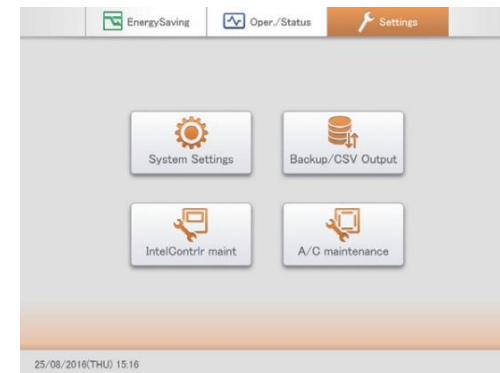 EnergySaving
Oper./Status
Settings
System Settings
Backup/CSV Output
IntelContrlr maint
A/C maintenance
25/08/2016(THU) 15:16